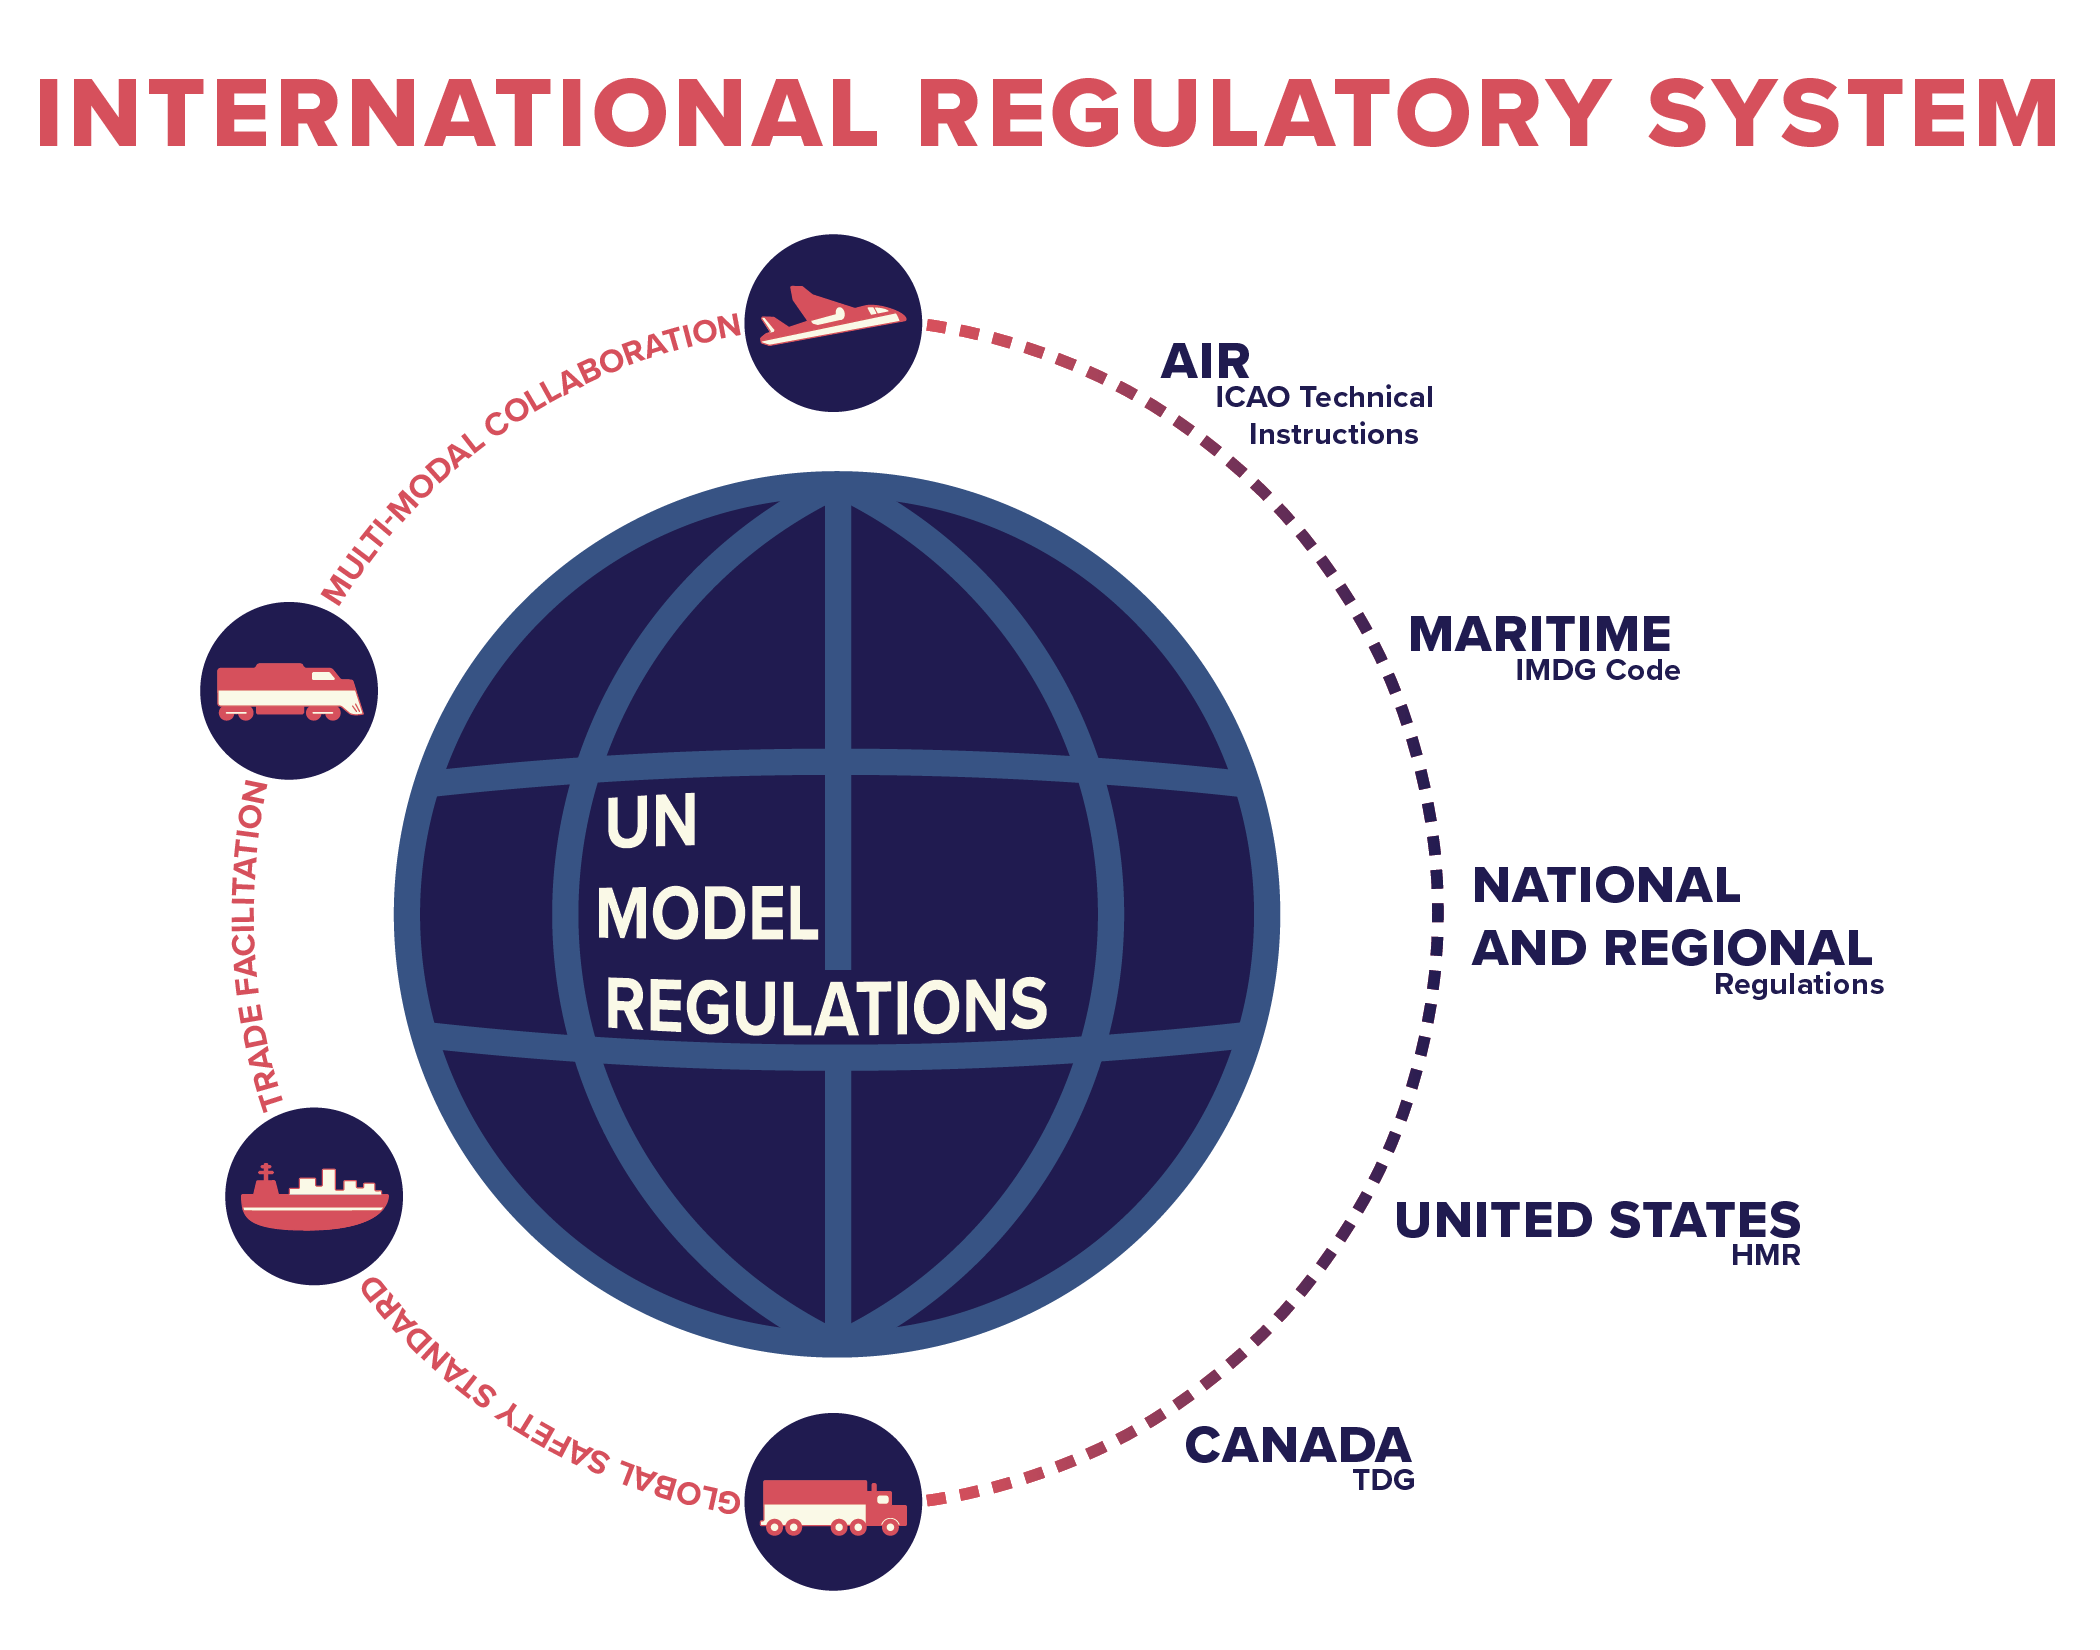 INTERNATIONAL REGULATORY SYSTEM
MULTI-MODAL COLLABORATION
TRADE FACILITATION
GLOBAL SAFETY STANDARD
UN
MODEL
REGULATIONS
AIR
ICAO Technical
Instructions
MARITIME
IMDG Code
NATIONAL
AND REGIONAL
Regulations
UNITED STATES
HMR
CANADA
TDG